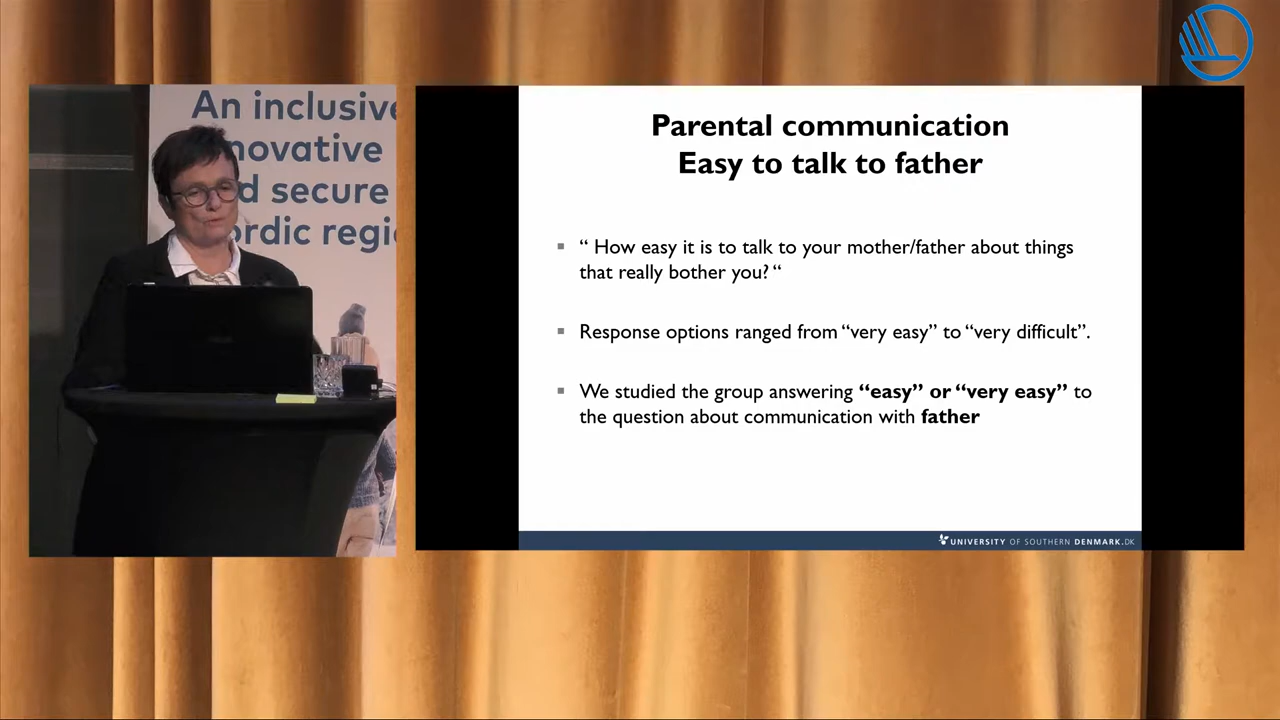 An inclusive
novative
d secure
ordic regi
Parental communication
Easy to talk to father
“ How easy it is to talk to your mother/father about things
that really bother you? “
Response options ranged from “very easy” to “very difficult”.
We studied the group answering “easy” or “very easy” to
the question about communication with father
UNIVERSITY OF SOUTHERN DENMARK.DK